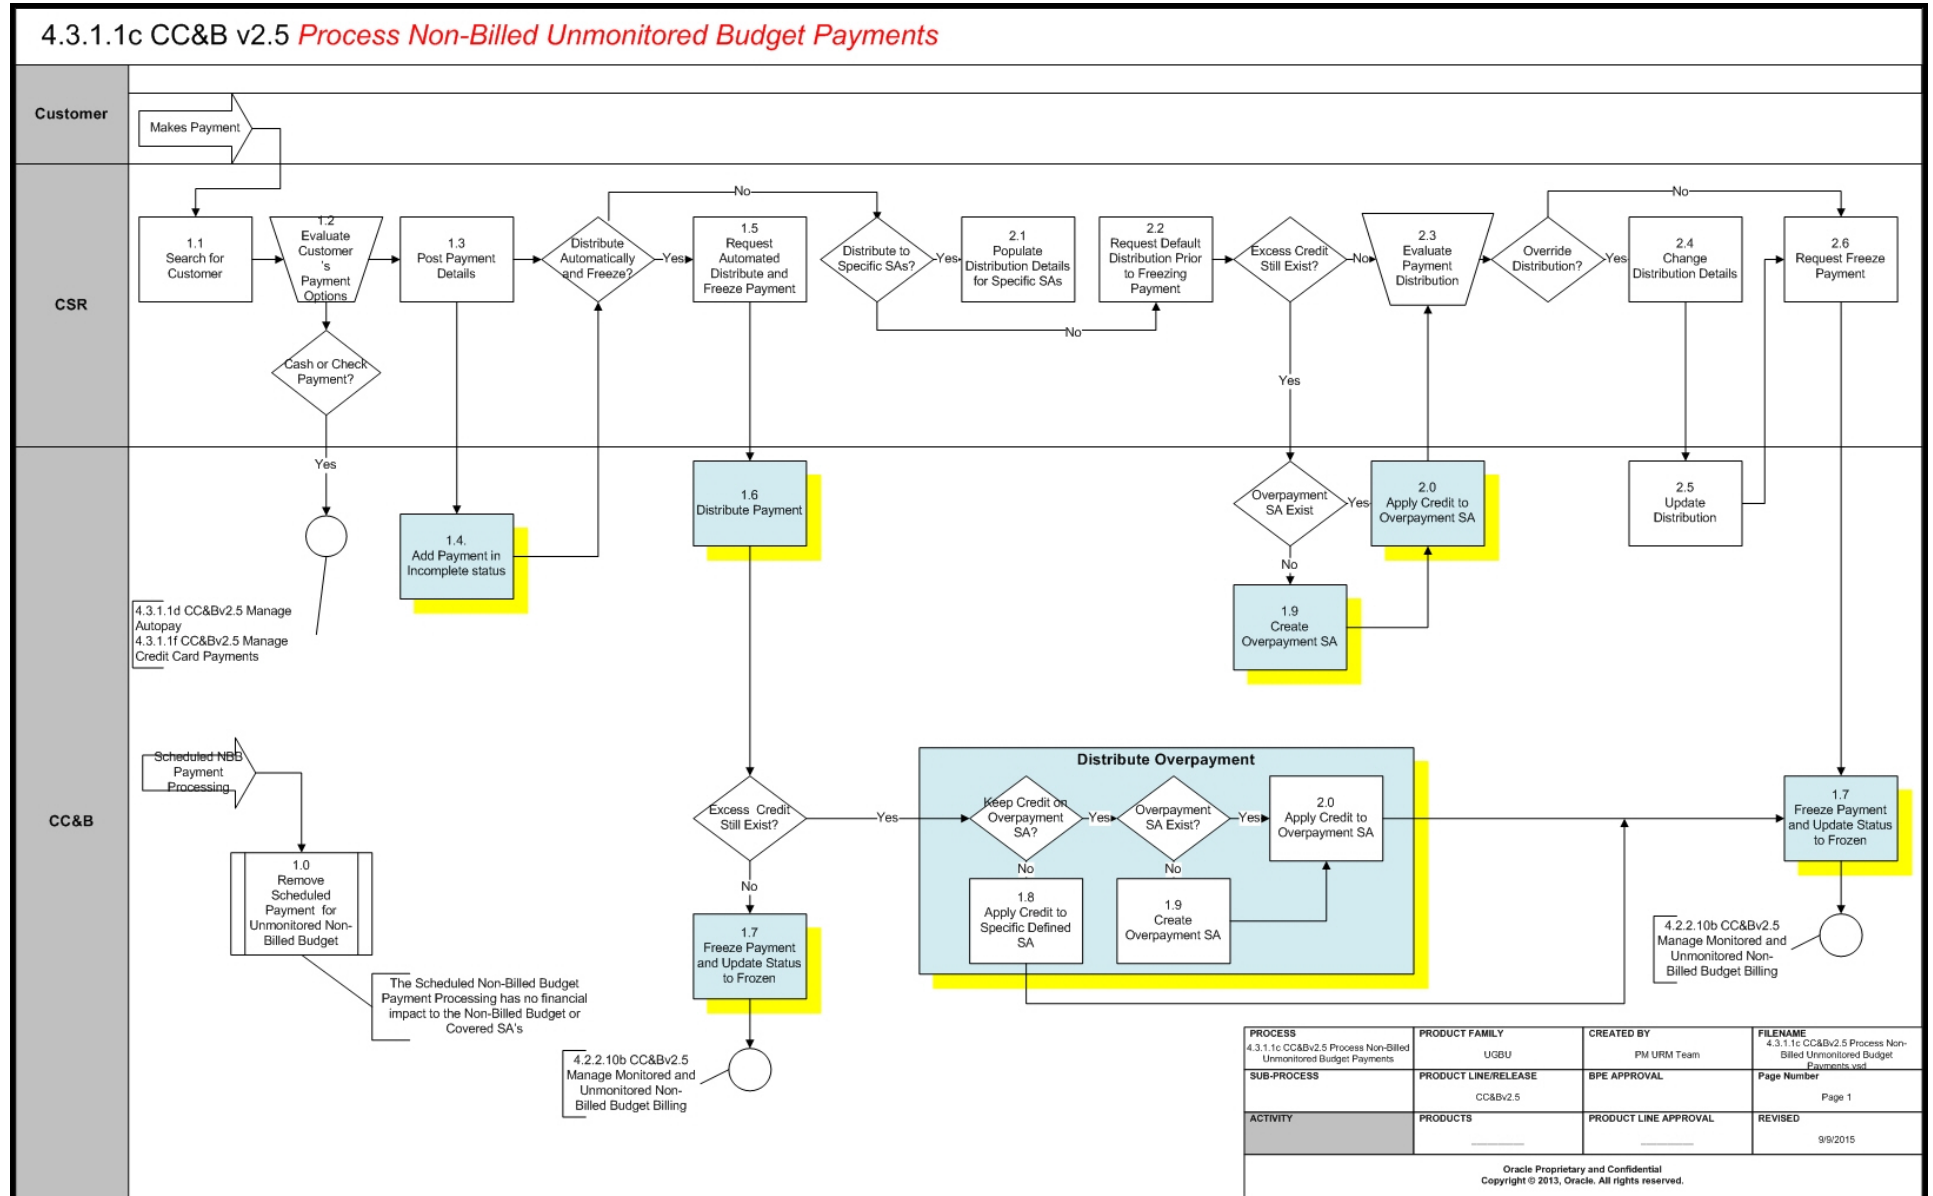 4.3.1.1c CC&B v2.5 Process Non-Billed Unmonitored Budget Payments
Customer
Makes Payment
CSR
1.1
Search for
Customer
1.2
Evaluate
Customer
's
Payment
Options
Cash or Check
Payment?
Yes
1.3
Post Payment
Details
Distribute
Automatically
and Freeze?
No
Yes
1.5
Request
Automated
Distribute and
Freeze Payment
Distribute to
Specific SAs?
Yes
No
2.1
Populate
Distribution Details
for Specific SAs
2.2
Request Default
Distribution Prior
to Freezing
Payment
Excess Credit
Still Exist?
No
Yes
2.3
Evaluate
Payment
Distribution
Override
Distribution?
No
Yes
2.4
Change
Distribution Details
2.6
Request Freeze
Payment
CC&B
4.3.1.1d CC&Bv2.5 Manage
Autopay
4.3.1.1f CC&Bv2.5 Manage
Credit Card Payments
1.4.
Add Payment in
Incomplete status
1.6
Distribute Payment
Overpayment
SA Exist
Yes
No
2.0
Apply Credit to
Overpayment SA
1.9
Create
Overpayment SA
2.5
Update
Distribution
Scheduled NBB
Payment
Processing
1.0
Remove
Scheduled
Payment for
Unmonitored Non-
Billed Budget
The Scheduled Non-Billed Budget
Payment Processing has no financial
impact to the Non-Billed Budget or
Covered SA's
Excess Credit
Still Exist?
Yes
No
1.7
Freeze Payment
and Update Status
to Frozen
4.2.2.10b CC&Bv2.5
Manage Monitored and
Unmonitored Non-
Billed Budget Billing
Distribute Overpayment
Keep Credit on
Overpayment
SA?
Yes
No
Overpayment
SA Exist?
Yes
No
2.0
Apply Credit to
Overpayment SA
1.8
Apply Credit to
Specific Defined
SA
1.9
Create
Overpayment SA
1.7
Freeze Payment
and Update Status
to Frozen
4.2.2.10b CC&Bv2.5
Manage Monitored and
Unmonitored Non-
Billed Budget Billing
PROCESS
4.3.1.1c CC&Bv2.5 Process Non-Billed
Unmonitored Budget Payments
PRODUCT FAMILY
UGBU
CREATED BY
PM URM Team
FILENAME
4.3.1.1c CC&Bv2.5 Process Non-
Billed Unmonitored Budget
Payments.vsd
SUB-PROCESS
PRODUCT LINE/RELEASE
CC&Bv2.5
BPE APPROVAL
Page Number
Page 1
ACTIVITY
PRODUCTS
PRODUCT LINE APPROVAL
REVISED
9/9/2015
Oracle Proprietary and Confidential
Copyright © 2013, Oracle. All rights reserved.